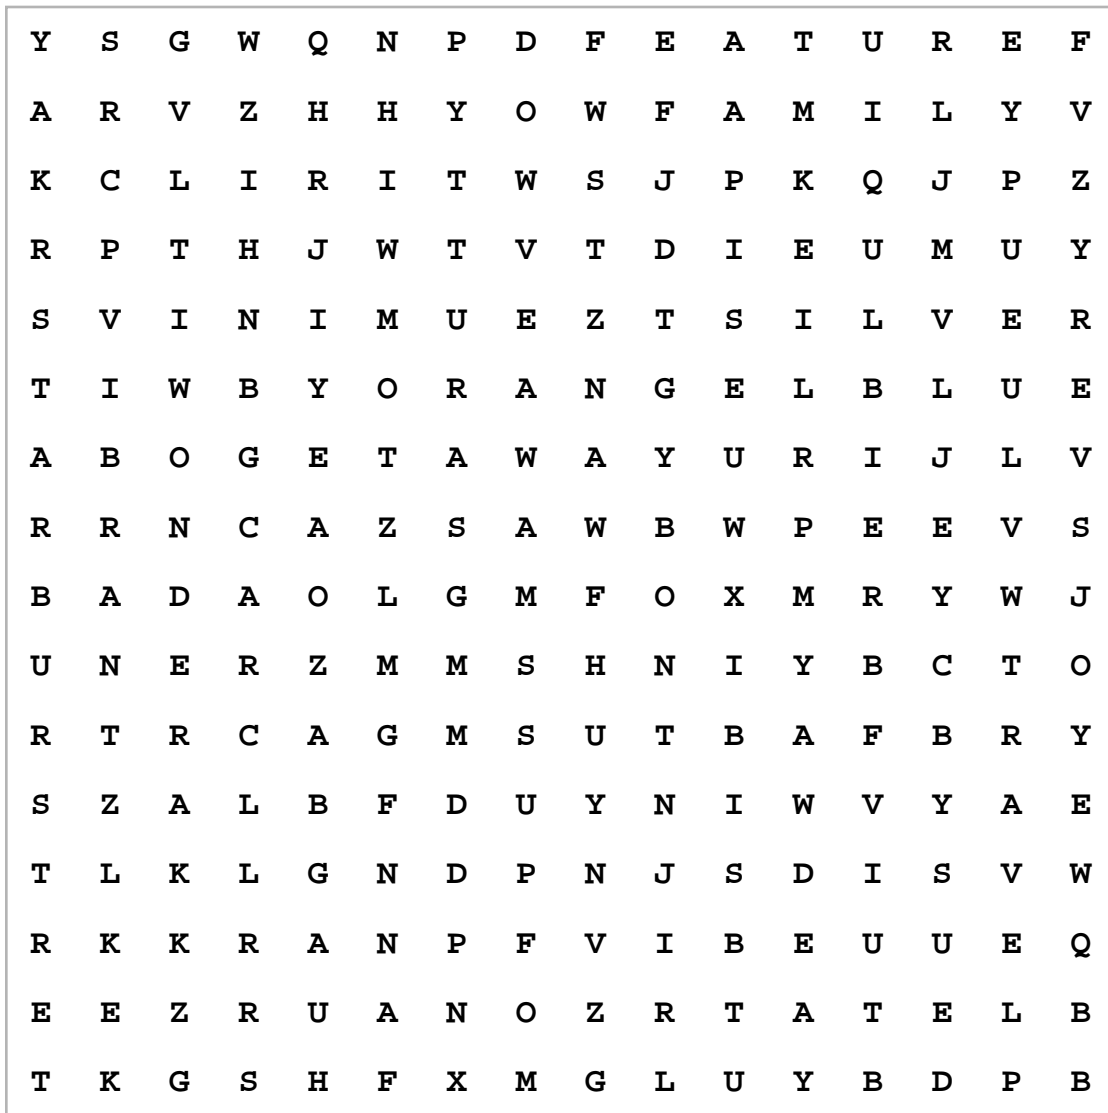 Y S G W Q N P D F E A T U R E F
A R V Z H H Y O W F A M I L Y V
K C L I R I T W S J P K Q J P Z
R P T H J W T V T D I E U M U Y
S V I N I M U E Z T S I L V E R
T I W B Y O R A N G E L B L U E
A B O G E T A W A Y U R I J L V
R R N C A Z S A W B W P E E V S
B A D A O L G M F O X M R Y W J
U N E R Z M M S H N I Y B C T O
R T R C A G M S U T B A F B R Y
S Z A L B F D U Y N I W V Y A E
T L K L G N D P N J S D I S V W
R K K R A N P F V I B E U U E Q
E E Z R U A N O Z R T A T E L B
T K G S H F X M G L U Y B D P B